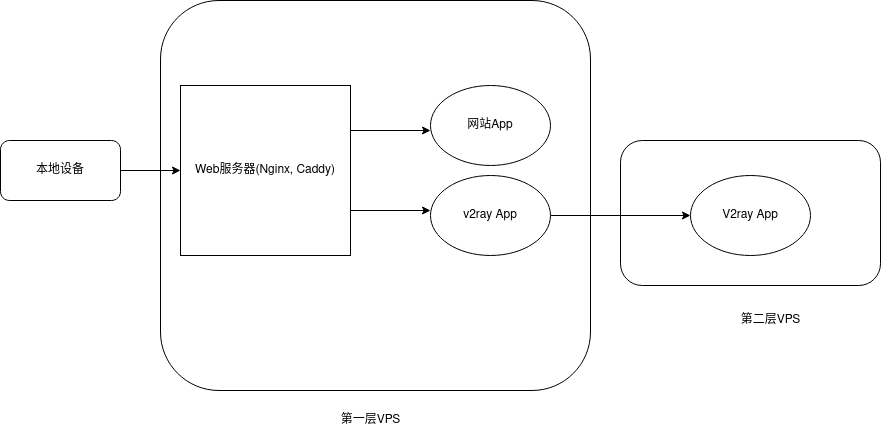 本地设备
Web服务器(Nginx, Caddy)
网站App
v2ray App
V2ray App
第二层VPS
第一层VPS